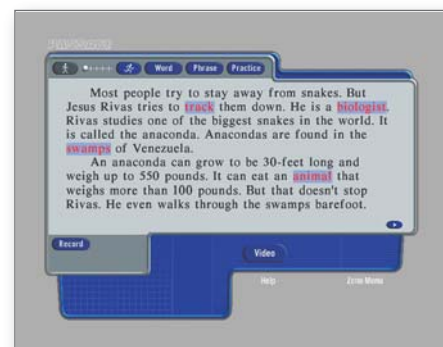 Word Phrase Practice
Most people try to stay away from snakes. But
Jesus Rivas tries to track them down. He is a biologist.
Rivas studies one of the biggest snakes in the world. It
is called the anaconda. Anacondas are found in the
swamps of Venezuela.
An anaconda can grow to be 30-feet long and
weigh up to 550 pounds. It can eat an animal that
weighs more than 100 pounds. But that doesn't stop
Rivas. He even walks through the swamps barefoot.
Record
Video
Help Zone Menu